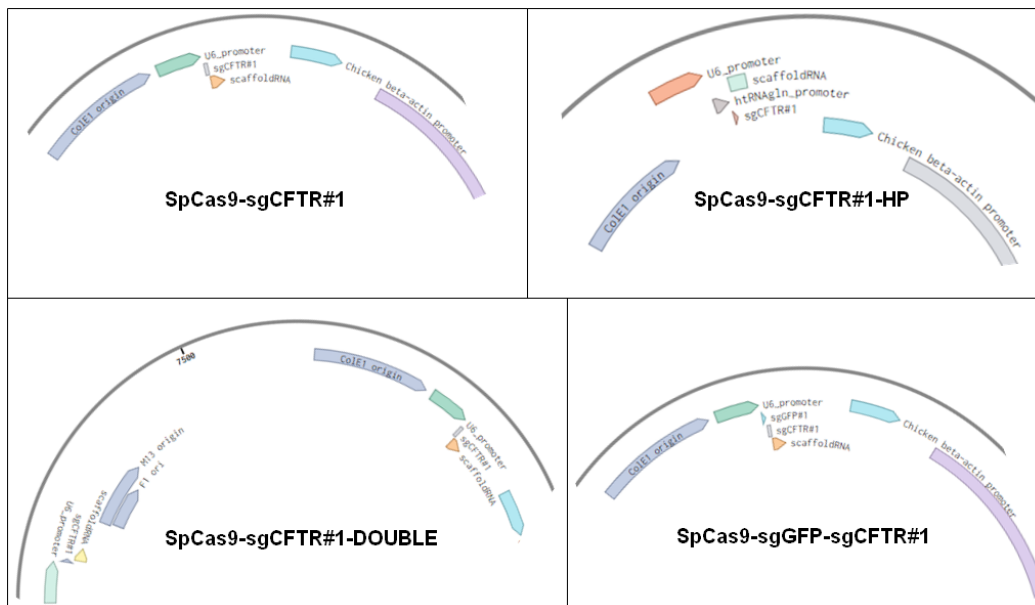 U6_promoter
sgCFTR#1
scaffoldRNA
ColE1 origin
Chicken beta-actin promoter
SpCas9-sgCFTR#1
U6_promoter
scaffoldRNA
htRNAgln_promoter
sgCFTR#1
ColE1 origin
Chicken beta-actin promoter
SpCas9-sgCFTR#1-HP
7500
ColE1 origin
U6_promoter
sgCFTR#1
scaffoldRNA
M13 origin
F1 ori
scaffoldRNA
sgCFTR#1
U6_promoter
SpCas9-sgCFTR#1-DOUBLE
U6_promoter
sgGFP#1
sgCFTR#1
scaffoldRNA
ColE1 origin
Chicken beta-actin promoter
SpCas9-sgGFP-sgCFTR#1